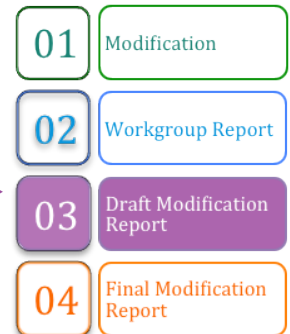 01 Modification
02 Workgroup Report
03 Draft Modification
Report
04 Final Modification
Report